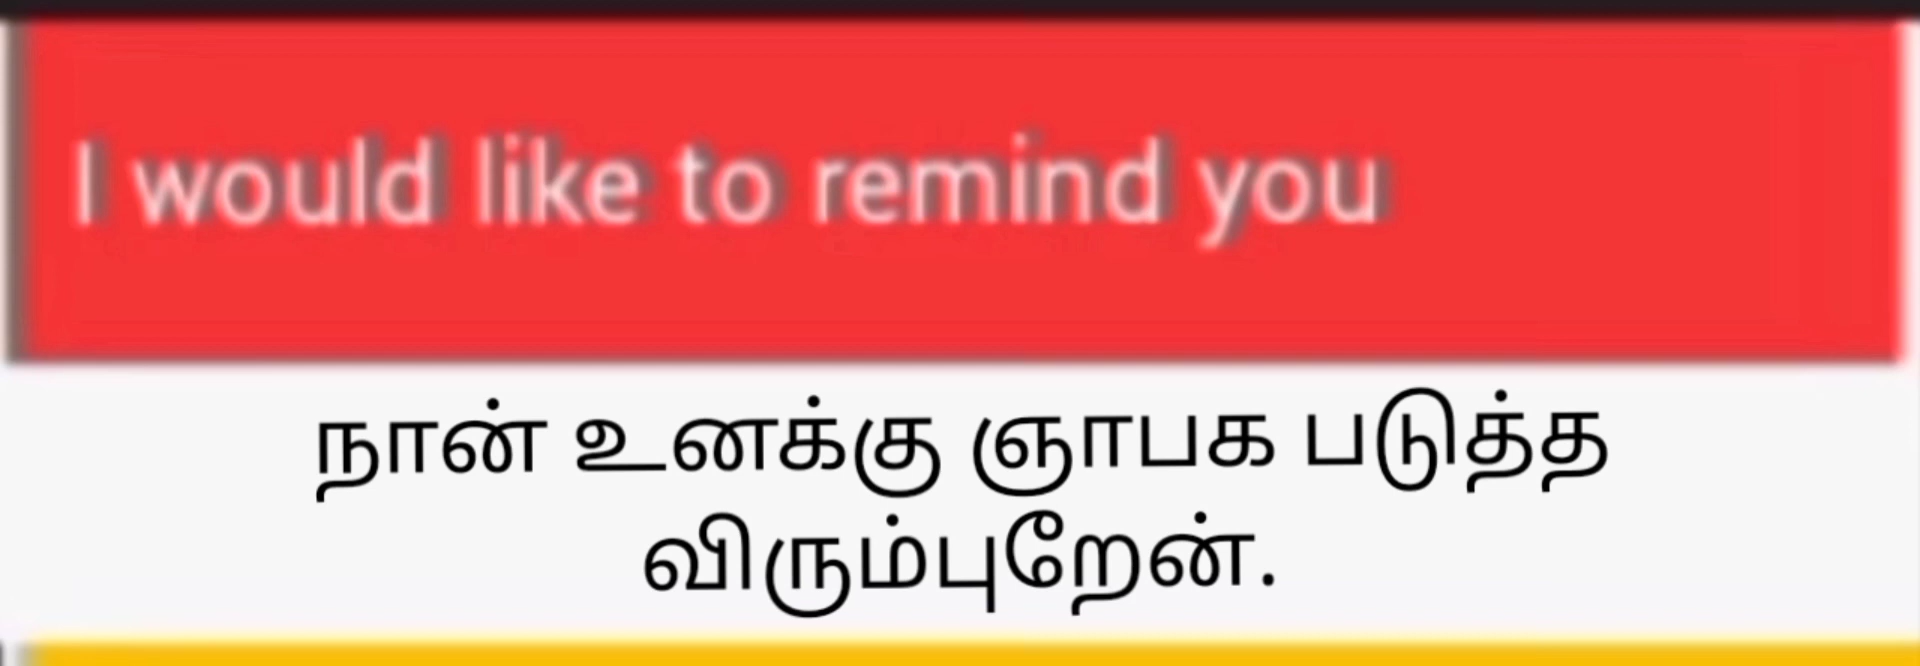 I would like to remind you
நான் உனக்கு ஞாபக படுத்த
விரும்புறேன்.